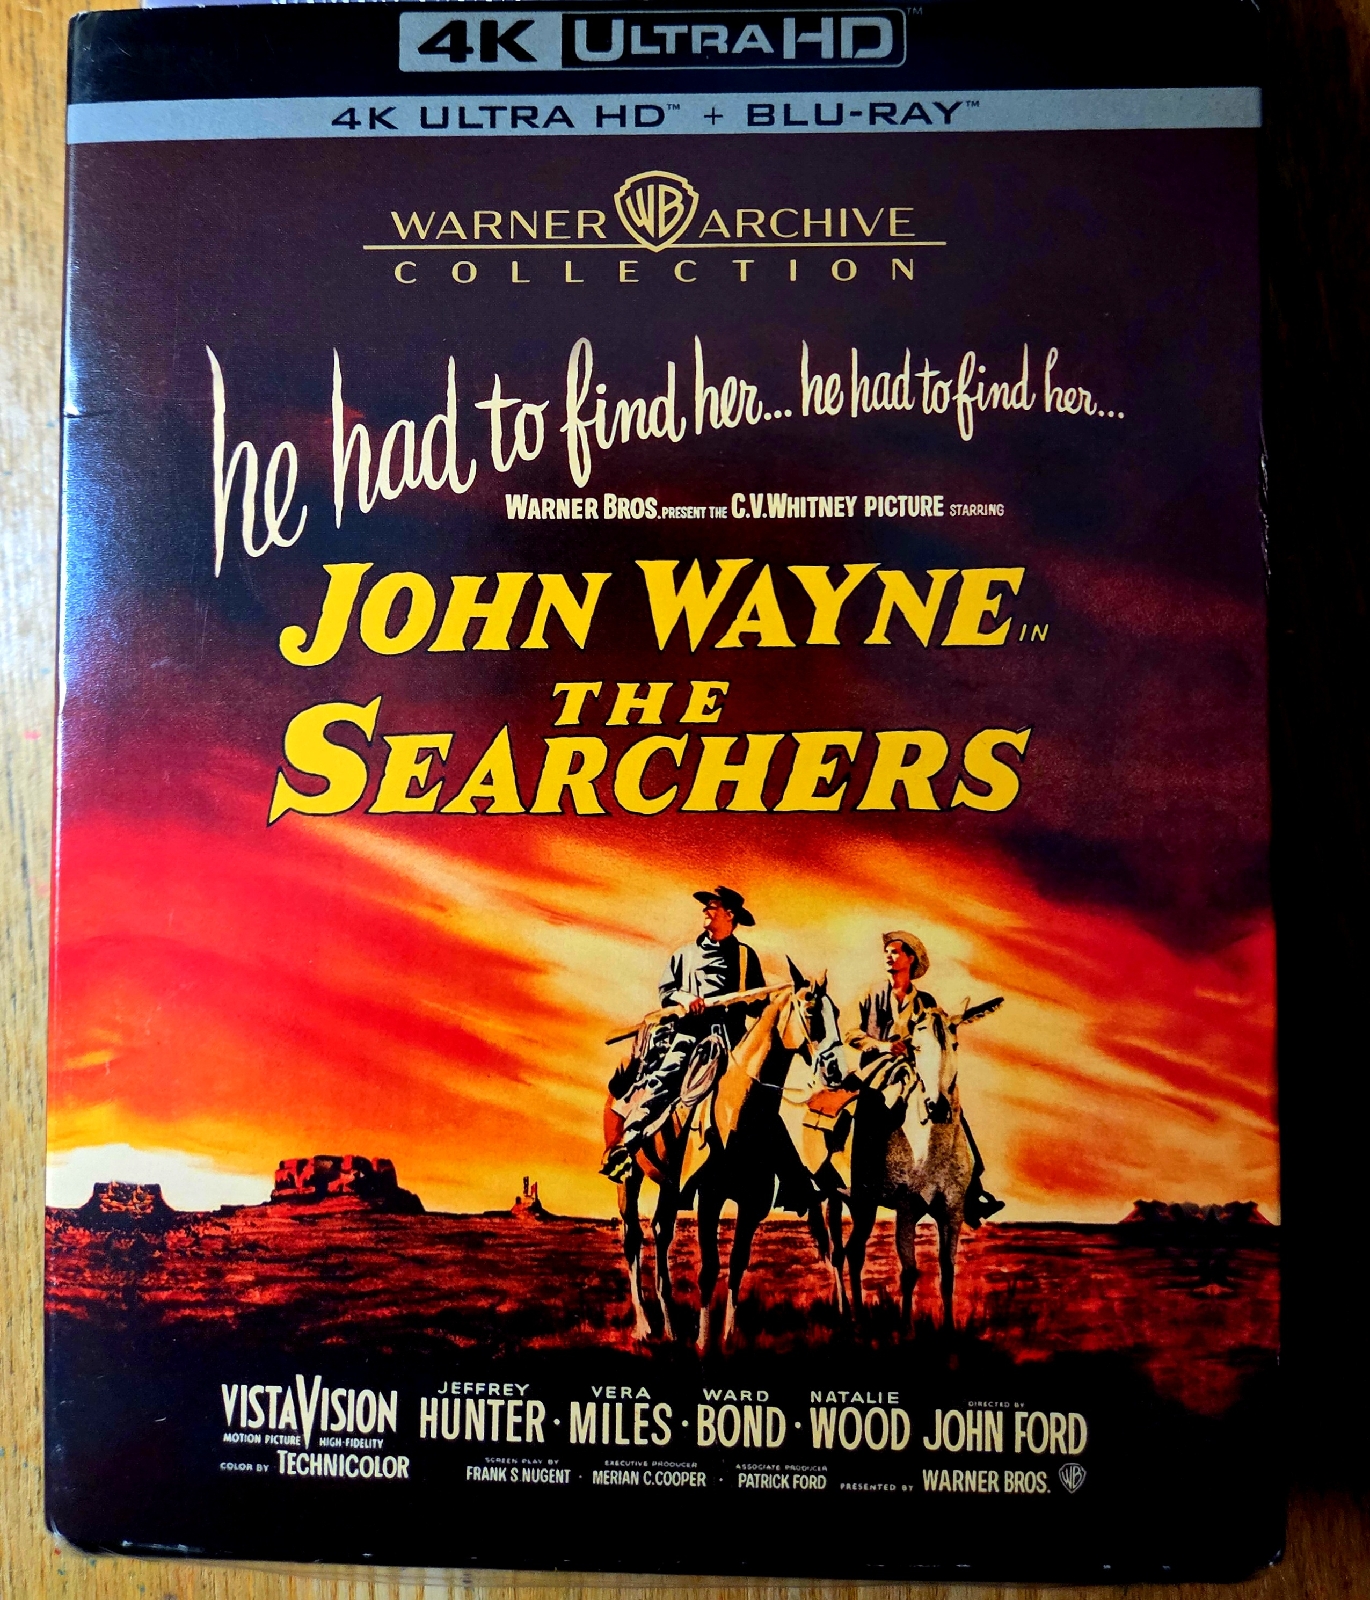 4K ULTRA HD™
4K ULTRA HD™ + BLU-RAY™
WARNER WB ARCHIVE
COLLECTION
he had to find her... he had to find her...
WARNER BROS. PRESENT THE C.V. WHITNEY PICTURE STARRING
JOHN WAYNE IN
THE
SEARCHERS
VISTAVISION
MOTION PICTURE HIGH-FIDELITY
COLOR BY TECHNICOLOR
JEFFREY HUNTER · VERA MILES · WARD BOND · NATALIE WOOD DIRECTED BY JOHN FORD
SCREEN PLAY BY FRANK S. NUGENT · EXECUTIVE PRODUCER MERIAN C. COOPER · ASSOCIATE PRODUCER PATRICK FORD PRESENTED BY WARNER BROS. WB